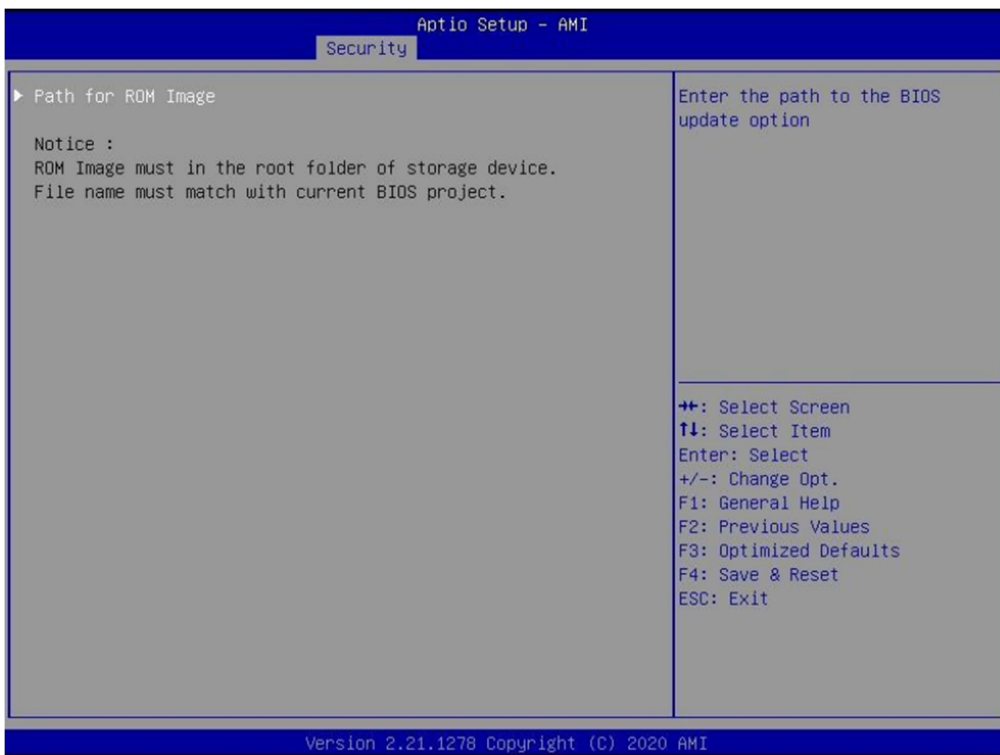 Aptio Setup – AMI
Security
▶ Path for ROM Image
Notice :
ROM Image must in the root folder of storage device.
File name must match with current BIOS project.
Enter the path to the BIOS
update option
→←: Select Screen
↑↓: Select Item
Enter: Select
+/-: Change Opt.
F1: General Help
F2: Previous Values
F3: Optimized Defaults
F4: Save & Reset
ESC: Exit
Version 2.21.1278 Copyright (C) 2020 AMI